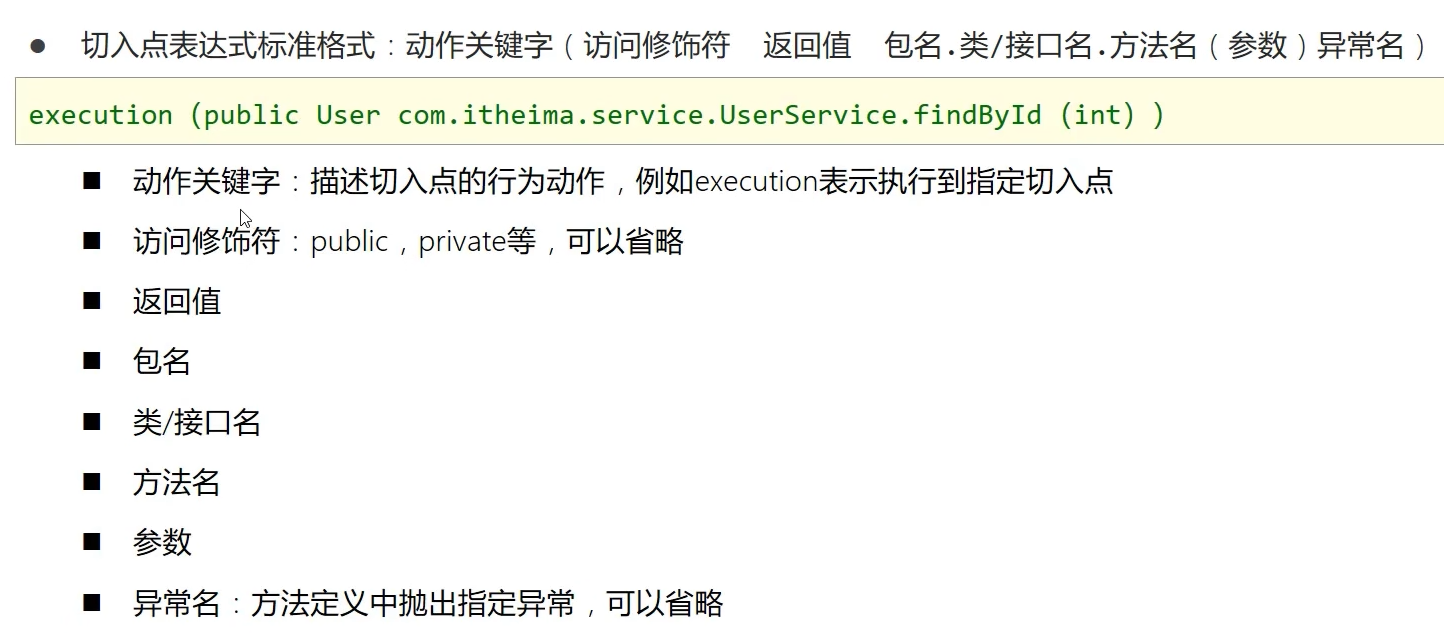 切入点表达式标准格式：动作关键字（访问修饰符 返回值 包名.类/接口名.方法名（参数）异常名）
execution (public User com.itheima.service.UserService.findById (int) )
动作关键字：描述切入点的行为动作，例如execution表示执行到指定切入点
访问修饰符：public，private等，可以省略
返回值
包名
类/接口名
方法名
参数
异常名：方法定义中抛出指定异常，可以省略